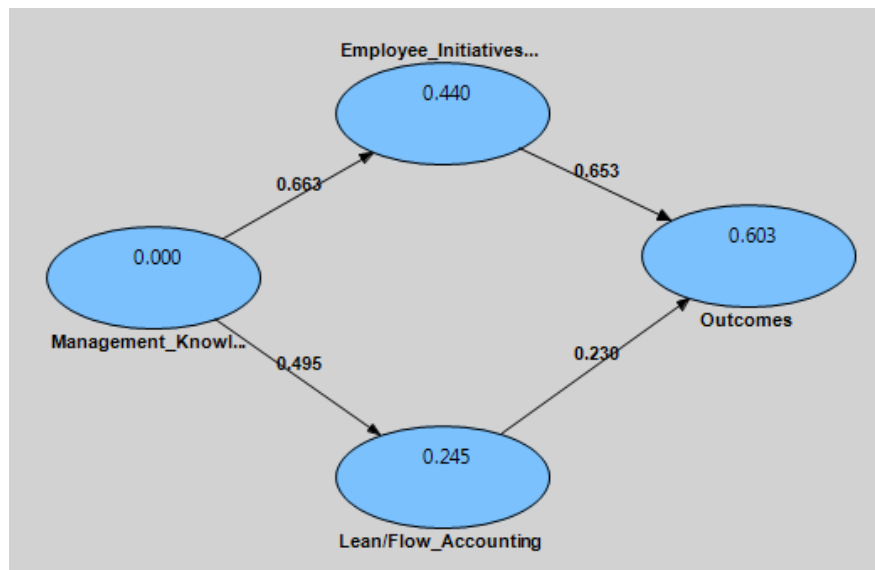 Employee_Initiatives...
0.440
0.663
0.653
0.000
0.603
Management_Knowl...
Outcomes
0.495
0.230
0.245
Lean/Flow_Accounting